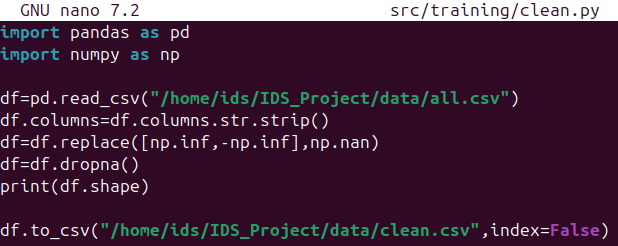 GNU nano 7.2 src/training/clean.py
import pandas as pd
import numpy as np
df=pd.read_csv("/home/ids/IDS_Project/data/all.csv")
df.columns=df.columns.str.strip()
df=df.replace([np.inf,-np.inf],np.nan)
df=df.dropna()
print(df.shape)
df.to_csv("/home/ids/IDS_Project/data/clean.csv",index=False)